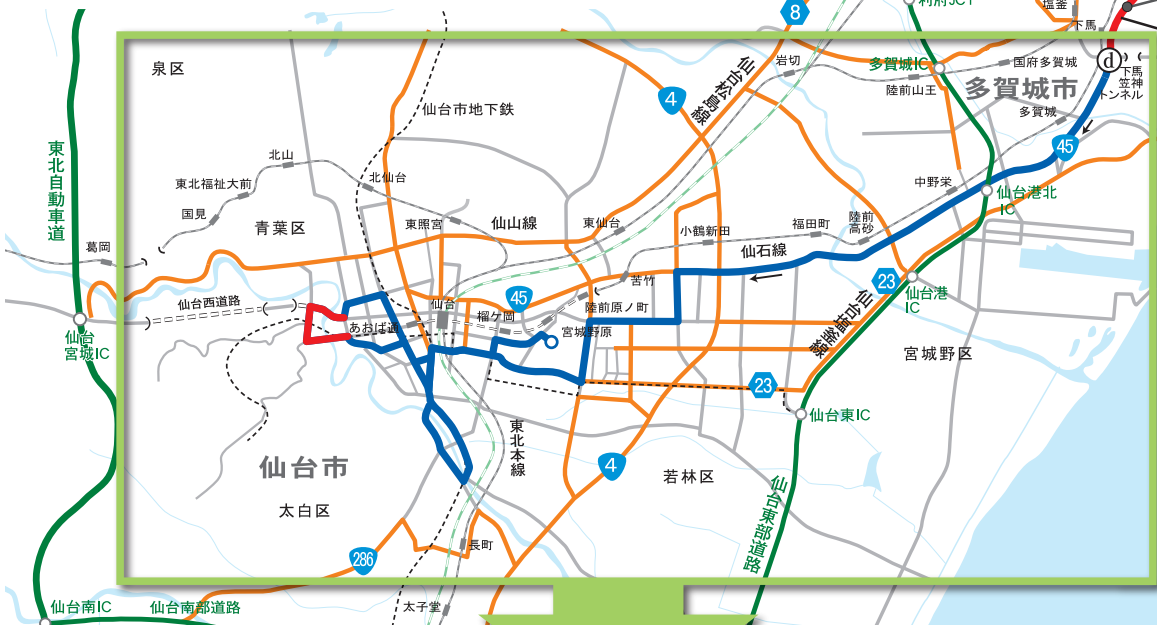 利府JCT
塩釜
8
下馬
泉区
岩切
多賀城IC
国府多賀城
d
下馬
笠神
トンネル
陸前山王
多賀城市
仙台松島線
4
仙台市地下鉄
多賀城
45
東北自動車道
北山
北仙台
東北福祉大前
中野栄
仙台港北
IC
国見
青葉区
東照宮
仙山線
東仙台
小鶴新田
福田町
陸前
高砂
葛岡
仙石線
苦竹
23
仙台港
IC
仙台西道路
仙台
45
陸前原ノ町
仙台塩釜線
あおば通
榴ケ岡
宮城野原
仙台
宮城IC
宮城野区
23
仙台東IC
東北本線
仙台市
4
若林区
太白区
仙台東部道路
長町
286
仙台南IC
仙台南部道路
太子堂